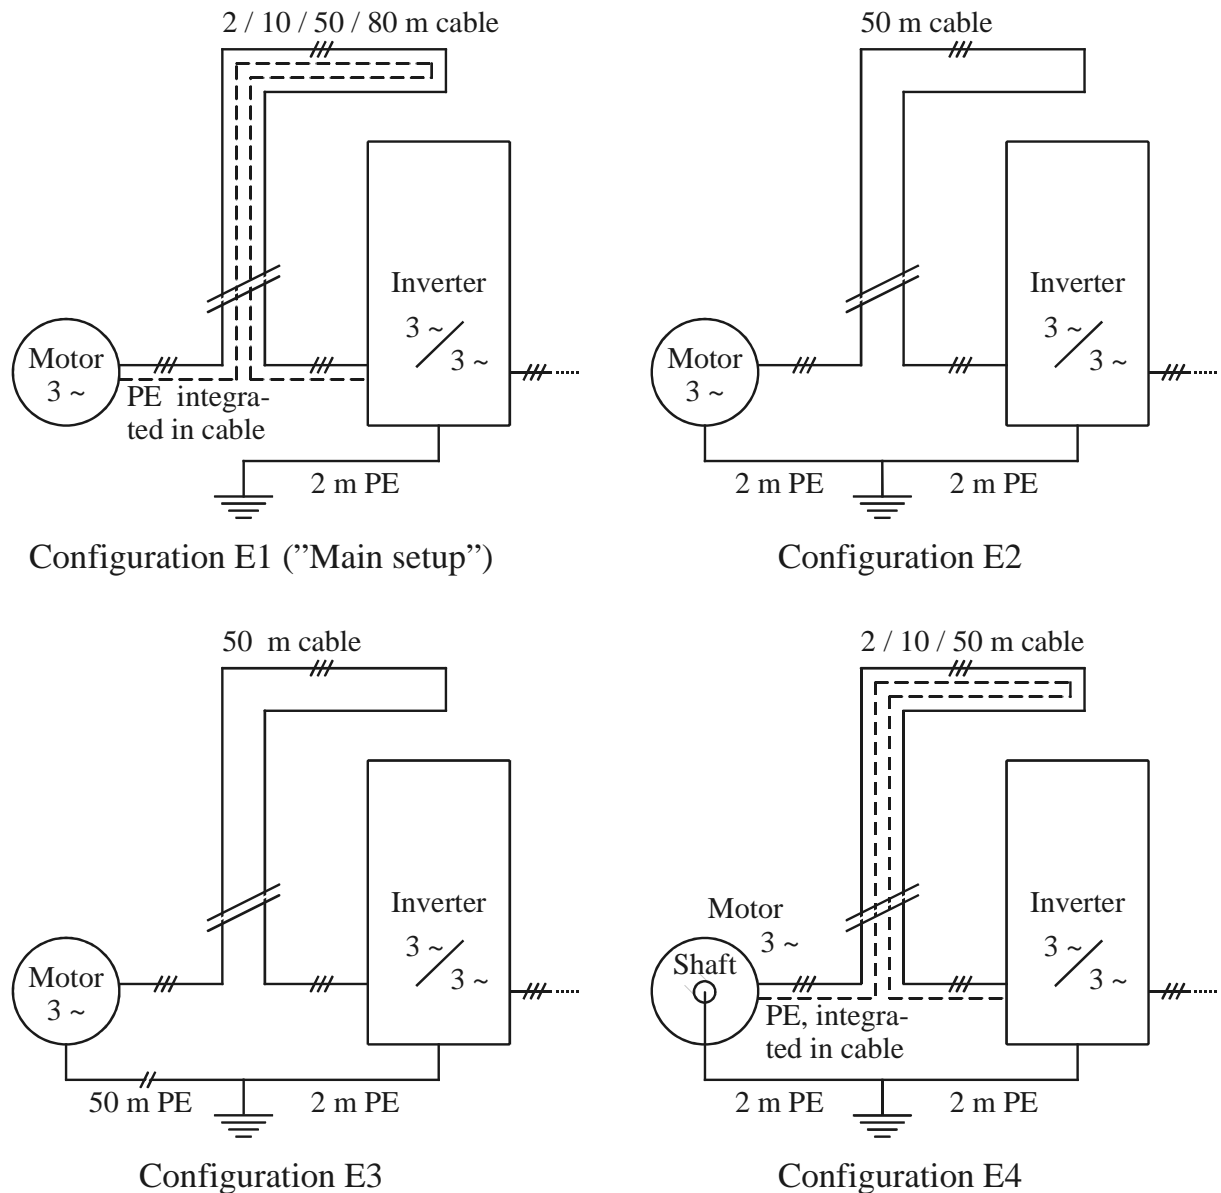 2 / 10 / 50 / 80 m cable
Inverter
3 ~
3 ~
Motor
3 ~
PE integra-
ted in cable
2 m PE
Configuration E1 (”Main setup”)
50 m cable
Inverter
3 ~
3 ~
Motor
3 ~
2 m PE
2 m PE
Configuration E2
50 m cable
Inverter
3 ~
3 ~
Motor
3 ~
50 m PE
2 m PE
Configuration E3
2 / 10 / 50 m cable
Inverter
3 ~
3 ~
Motor
3 ~
Shaft
PE, integra-
ted in cable
2 m PE
2 m PE
Configuration E4